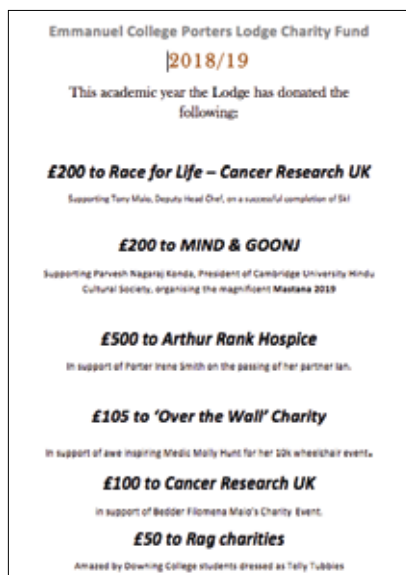 Emmanuel College Porters Lodge Charity Fund
2018/19
This academic year the Lodge has donated the
following:
£200 to Race for Life – Cancer Research UK
Supporting Tony Malo, Deputy Head Chef, on a successful completion of 5k!
£200 to MIND & GOONJ
Supporting Parvesh Nagaraj Konda, President of Cambridge University Hindu
Cultural Society, organising the magnificent Mastana 2019
£500 to Arthur Rank Hospice
In support of Porter Irene Smith on the passing of her partner Ian.
£105 to ‘Over the Wall’ Charity
In support of awe inspiring Medic Molly Hunt for her 10k wheelchair event.
£100 to Cancer Research UK
in support of Bedder Filomena Malo's Charity Event.
£50 to Rag charities
Amazed by Downing College students dressed as Telly Tubbies